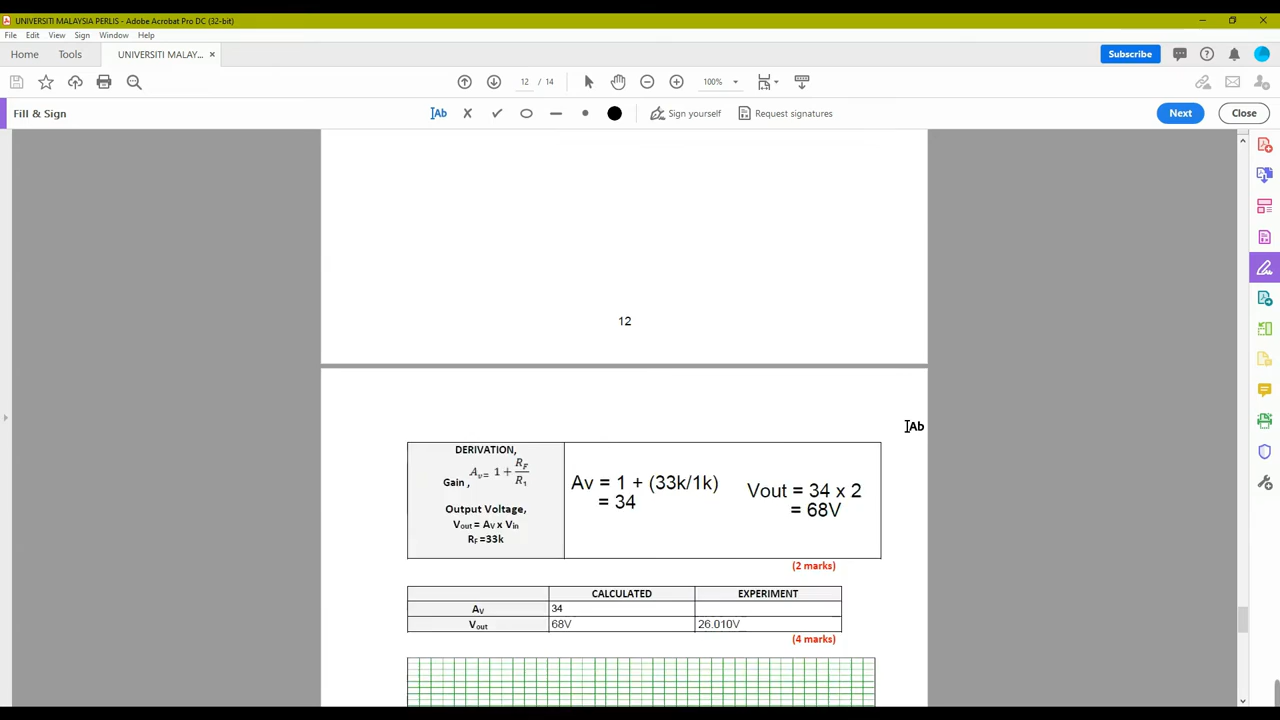 UNIVERSITI MALAYSIA PERLIS - Adobe Acrobat Pro DC (32-bit)
File Edit View Sign Window Help
Home Tools UNIVERSITI MALAY... × Subscribe
12 / 14 100%
Fill & Sign Ab Sign yourself Request signatures Next Close
12
Ab
DERIVATION,
Gain , Av= 1 + RF/R1
Output Voltage,
Vout = AV x Vin
RF =33k
Av = 1 + (33k/1k)
= 34
Vout = 34 x 2
= 68V
(2 marks)
CALCULATED EXPERIMENT
AV 34
Vout 68V 26.010V
(4 marks)